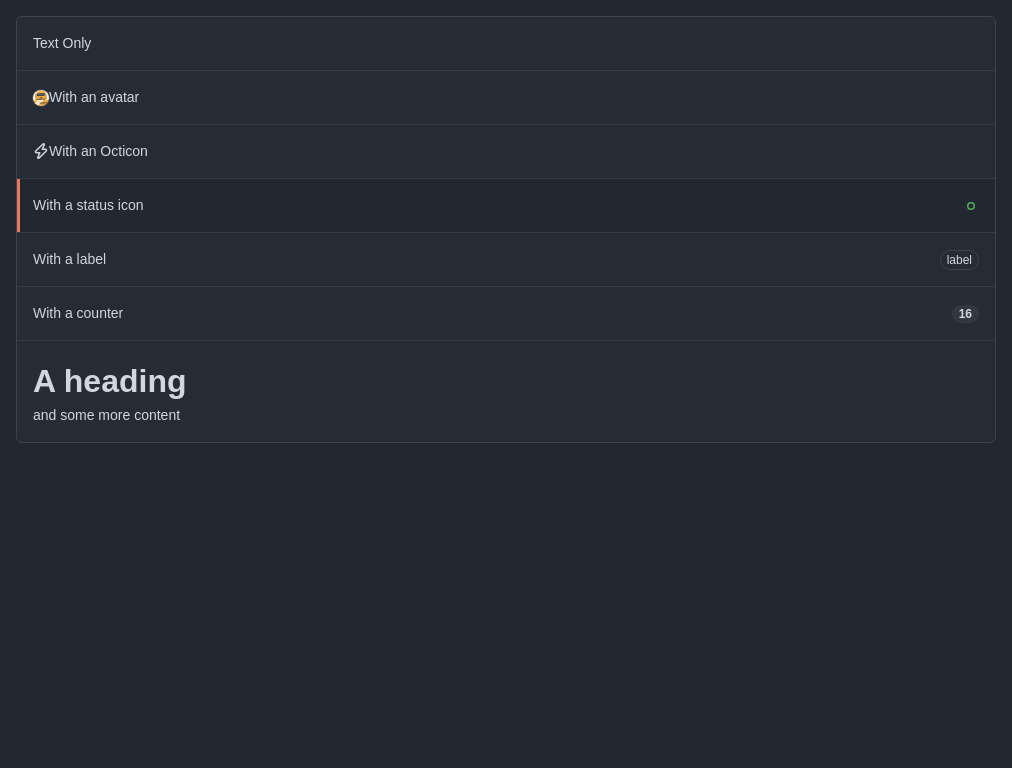 Text Only
With an avatar
With an Octicon
With a status icon
With a label label
With a counter 16
A heading
and some more content